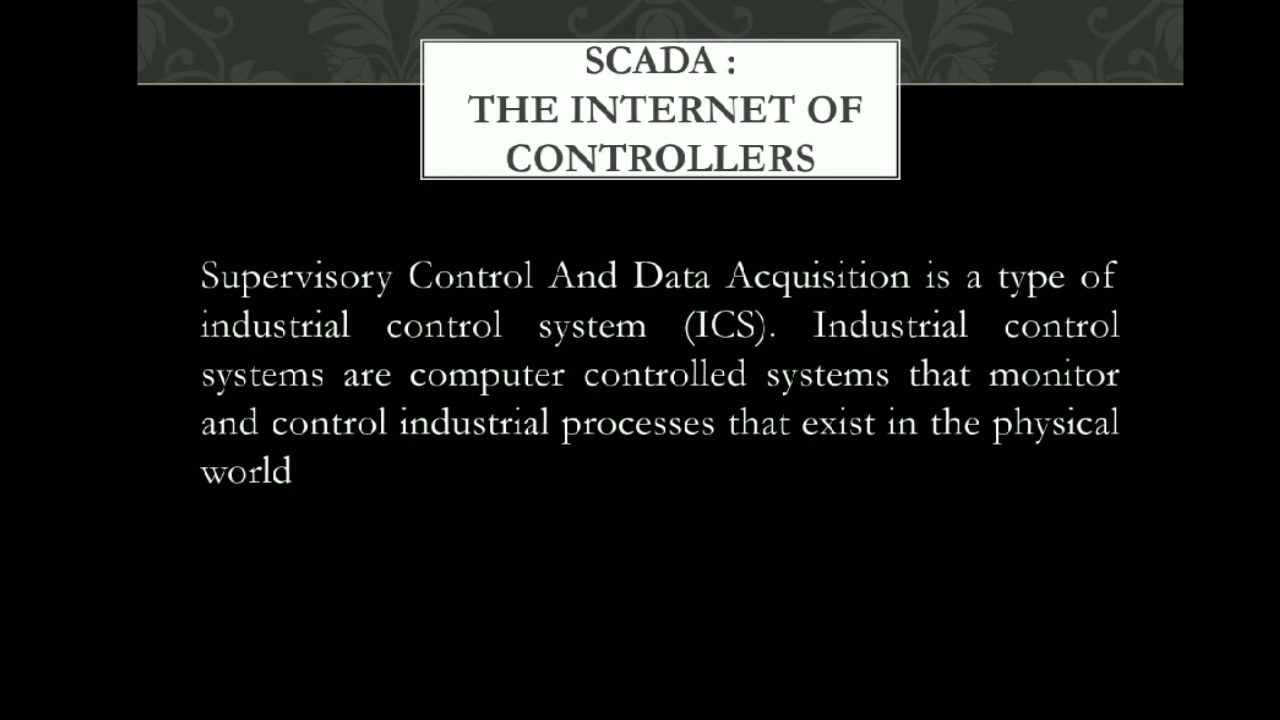 SCADA :
THE INTERNET OF
CONTROLLERS
Supervisory Control And Data Acquisition is a type of
industrial control system (ICS). Industrial control
systems are computer controlled systems that monitor
and control industrial processes that exist in the physical
world